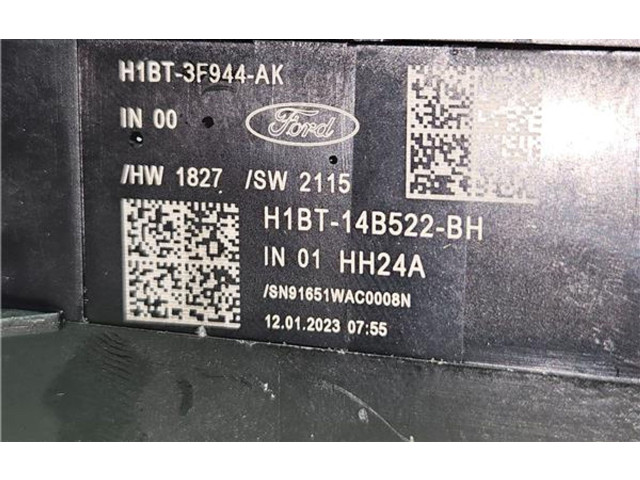 H1BT-3F944-AK
IN 00
Ford
/HW 1827 /SW 2115
H1BT-14B522-BH
IN 01 HH24A
/SN91651WAC0008N
12.01.2023 07:55